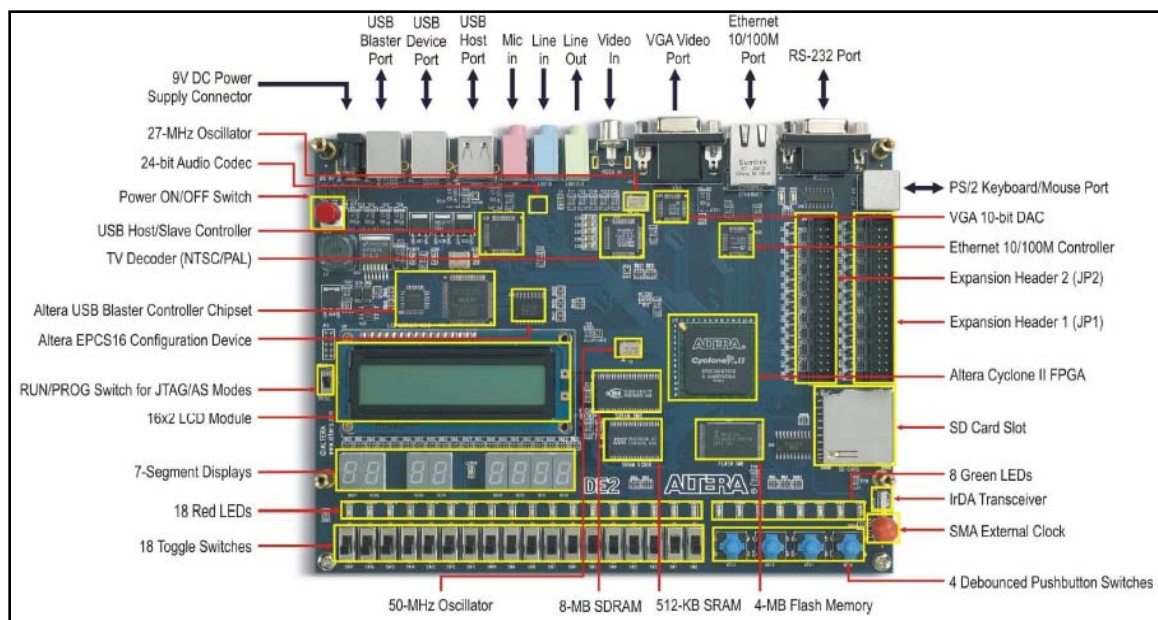 USB Blaster Port
USB Device Port
USB Host Port
Mic in
Line in
Line Out
Video In
VGA Video Port
Ethernet 10/100M Port
RS-232 Port
9V DC Power
Supply Connector
27-MHz Oscillator
24-bit Audio Codec
Power ON/OFF Switch
USB Host/Slave Controller
TV Decoder (NTSC/PAL)
Altera USB Blaster Controller Chipset
Altera EPCS16 Configuration Device
RUN/PROG Switch for JTAG/AS Modes
16x2 LCD Module
7-Segment Displays
18 Red LEDs
18 Toggle Switches
PS/2 Keyboard/Mouse Port
VGA 10-bit DAC
Ethernet 10/100M Controller
Expansion Header 2 (JP2)
Expansion Header 1 (JP1)
Altera Cyclone II FPGA
SD Card Slot
8 Green LEDs
IrDA Transceiver
SMA External Clock
4 Debounced Pushbutton Switches
50-MHz Oscillator
8-MB SDRAM
512-KB SRAM
4-MB Flash Memory
ALTERA
Cyclone II
DE2
ALTERA